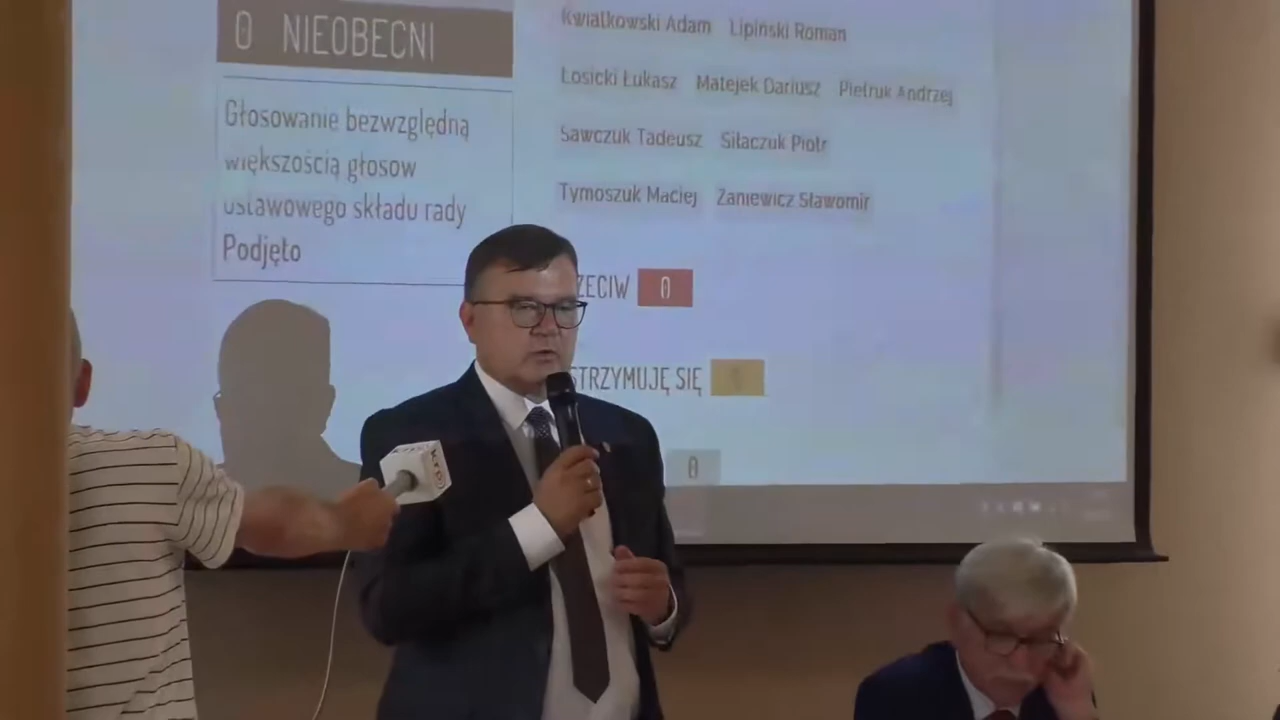 0 NIEOBECNI
Głosowanie bezwzględną
większością głosów
ustawowego składu rady
Podjęto
Kwiatkowski Adam Lipiński Roman
Łosicki Łukasz Matejek Dariusz Pietruk Andrzej
Sawczuk Tadeusz Siłaczuk Piotr
Tymoszuk Maciej Zaniewicz Sławomir
ZECIW 0
STRZYMUJĘ SIĘ
0